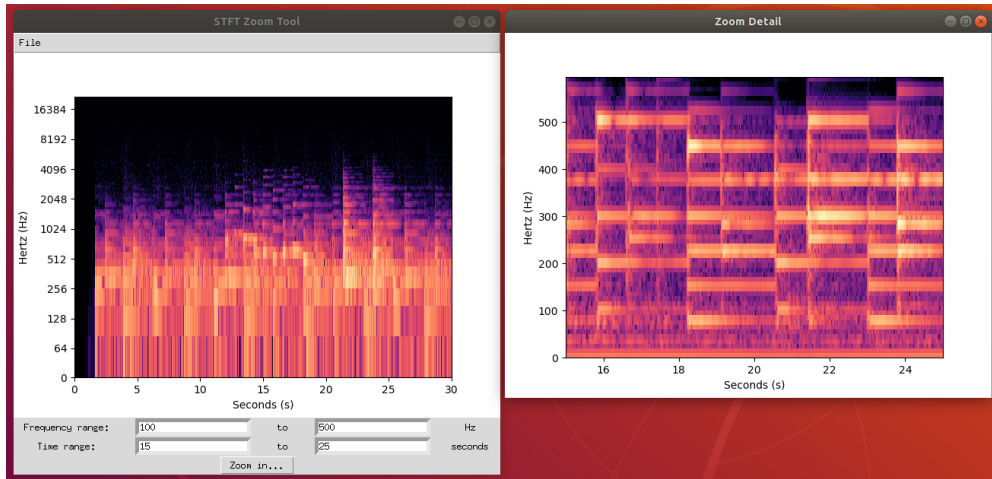 STFT Zoom Tool
File
16384
8192
4096
2048
1024
512
256
128
64
0
Hertz (Hz)
0 5 10 15 20 25 30
Seconds (s)
Frequency range: 100 to 500 Hz
Time range: 15 to 25 seconds
Zoom in...
Zoom Detail
500
400
300
200
100
0
Hertz (Hz)
16 18 20 22 24
Seconds (s)